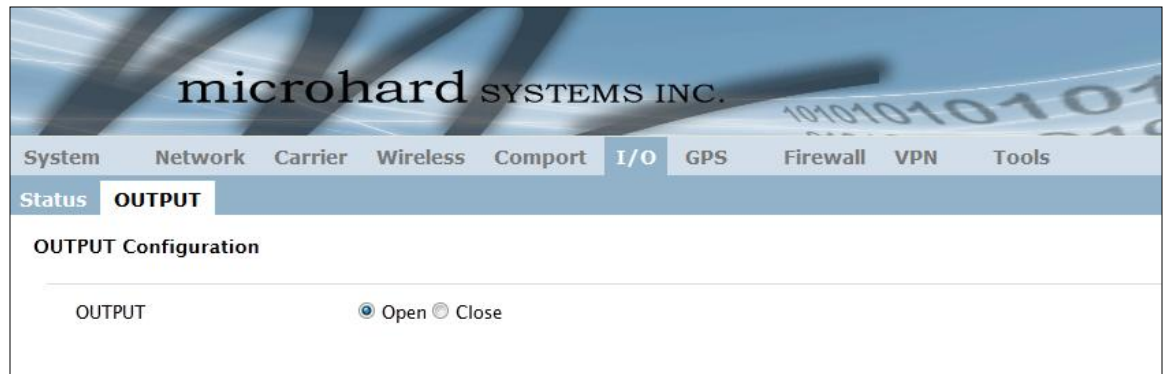 microhard SYSTEMS INC.
1010101010101
System Network Carrier Wireless Comport I/O GPS Firewall VPN Tools
Status OUTPUT
OUTPUT Configuration
OUTPUT Open Close